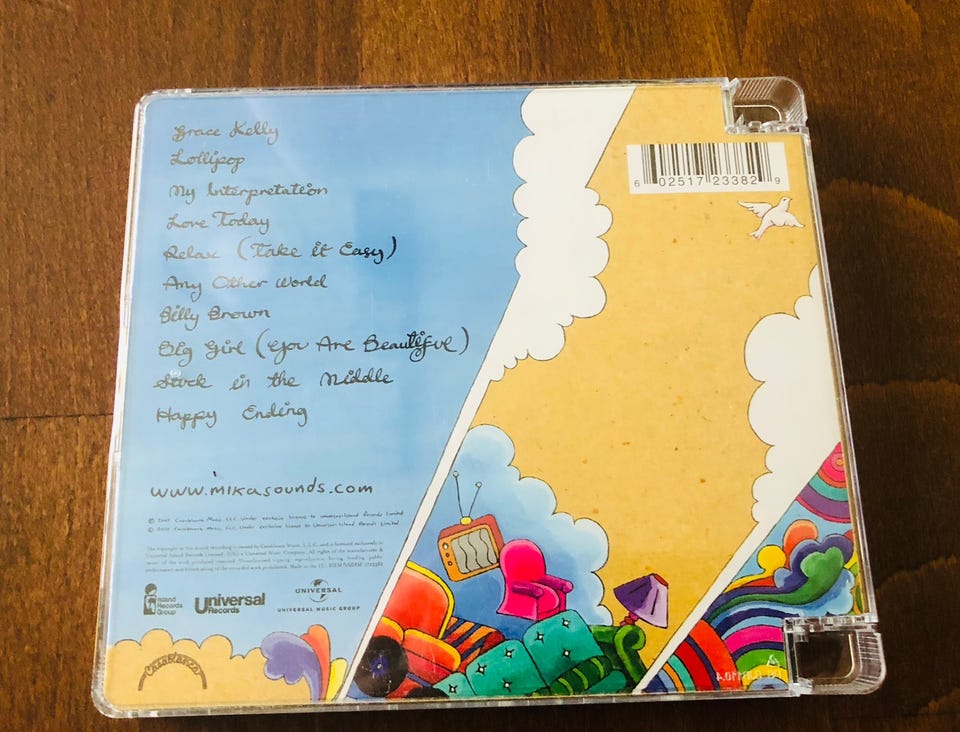 Grace Kelly
Lollipop
My Interpretation
Love Today
Relax (Take it Easy)
Any Other World
Billy Brown
Big Girl (You Are Beautiful)
Stuck in the Middle
Happy Ending
www.mikasounds.com
6 02517 23382 9
Island
Records
Group
Universal
Records
UNIVERSAL
UNIVERSAL MUSIC GROUP
Casablanca